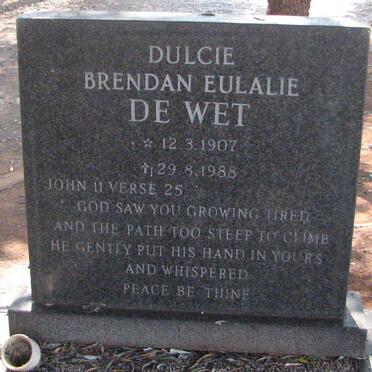 DULCIE
BRENDAN EULALIE
DE WET
☆ 12.3.1907
† 29.8.1988
JOHN 11 VERSE 25
GOD SAW YOU GROWING TIRED
AND THE PATH TOO STEEP TO CLIMB
HE GENTLY PUT HIS HAND IN YOURS
AND WHISPERED
PEACE BE THINE